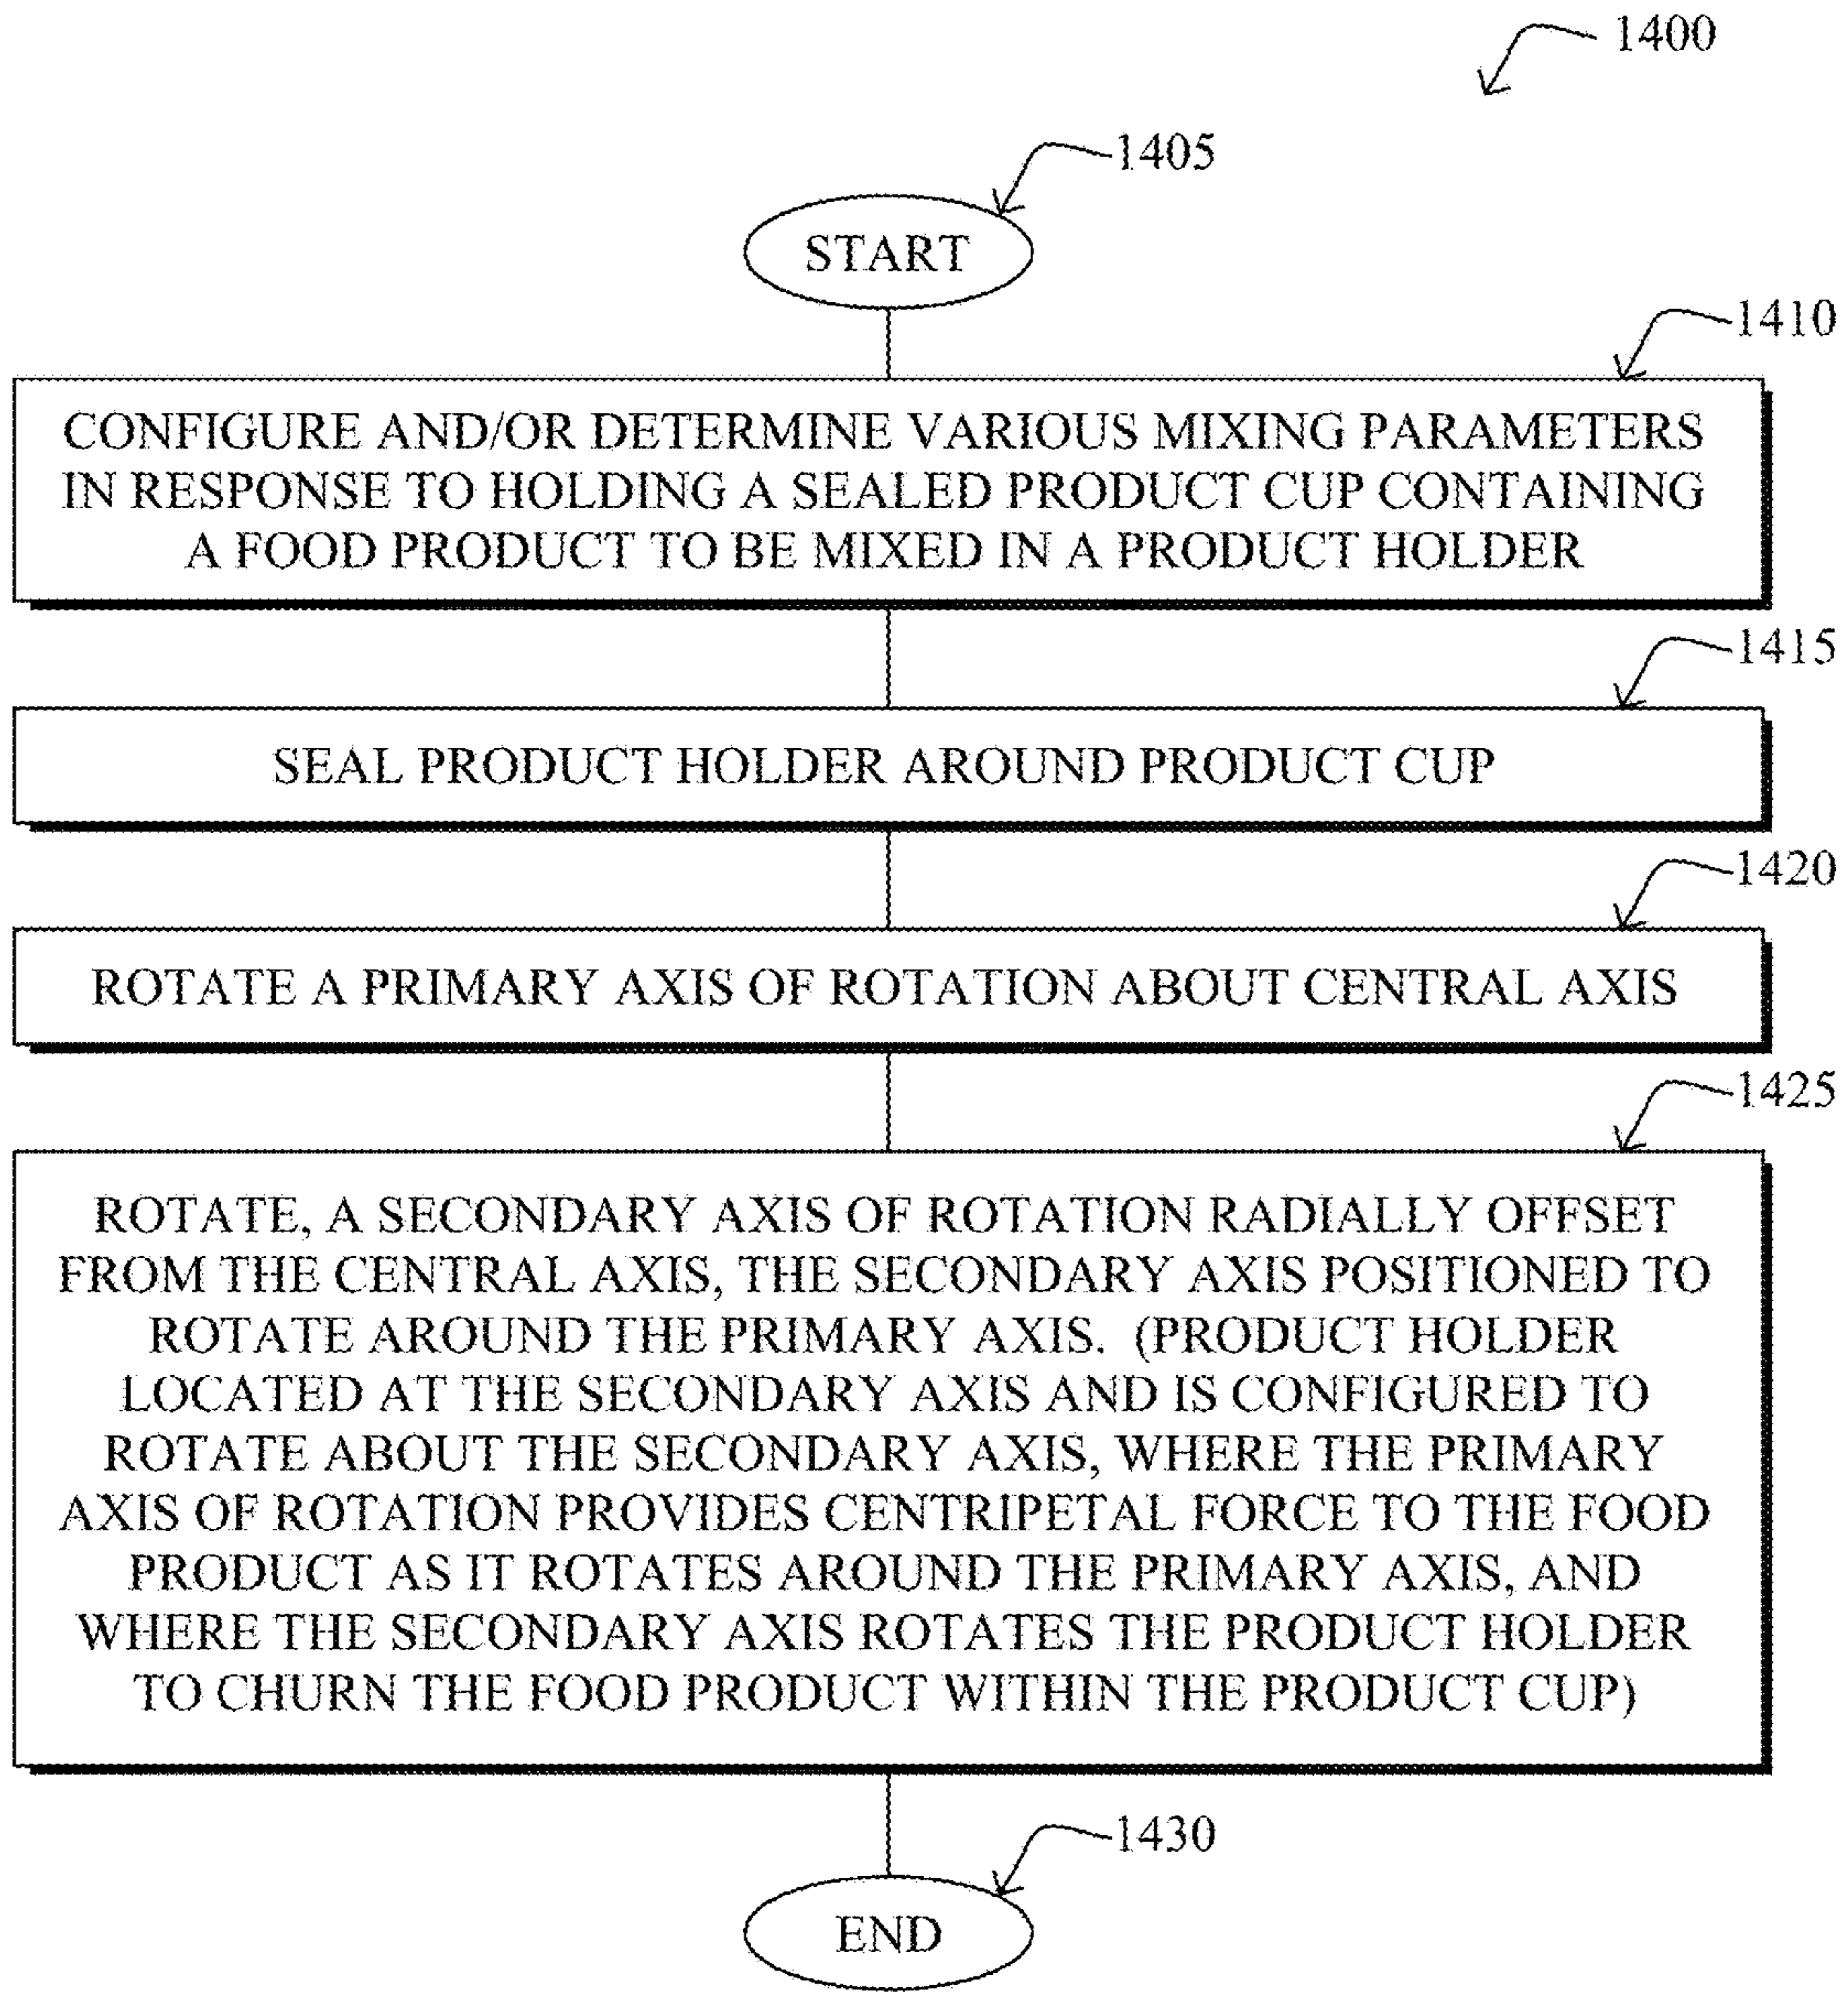 1400
1405
START
1410
CONFIGURE AND/OR DETERMINE VARIOUS MIXING PARAMETERS
IN RESPONSE TO HOLDING A SEALED PRODUCT CUP CONTAINING
A FOOD PRODUCT TO BE MIXED IN A PRODUCT HOLDER
1415
SEAL PRODUCT HOLDER AROUND PRODUCT CUP
1420
ROTATE A PRIMARY AXIS OF ROTATION ABOUT CENTRAL AXIS
1425
ROTATE, A SECONDARY AXIS OF ROTATION RADIALLY OFFSET
FROM THE CENTRAL AXIS, THE SECONDARY AXIS POSITIONED TO
ROTATE AROUND THE PRIMARY AXIS. (PRODUCT HOLDER
LOCATED AT THE SECONDARY AXIS AND IS CONFIGURED TO
ROTATE ABOUT THE SECONDARY AXIS, WHERE THE PRIMARY
AXIS OF ROTATION PROVIDES CENTRIPETAL FORCE TO THE FOOD
PRODUCT AS IT ROTATES AROUND THE PRIMARY AXIS, AND
WHERE THE SECONDARY AXIS ROTATES THE PRODUCT HOLDER
TO CHURN THE FOOD PRODUCT WITHIN THE PRODUCT CUP)
1430
END